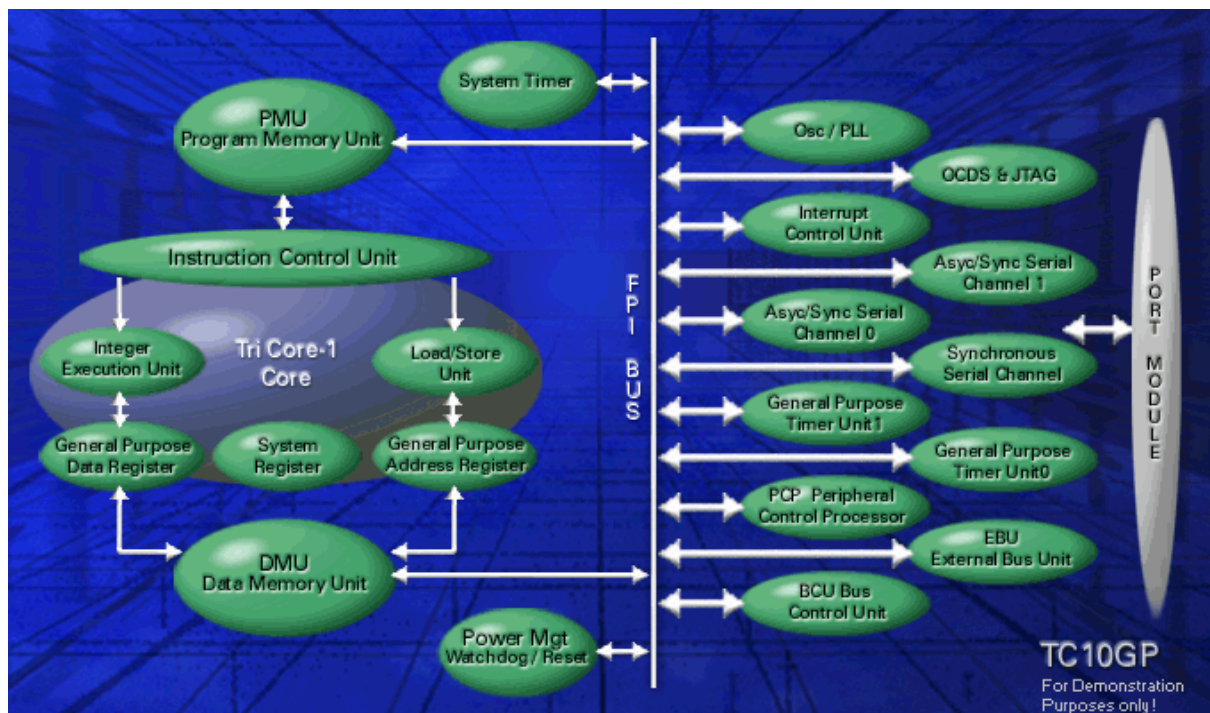 System Timer
PMU
Program Memory Unit
Osc / PLL
OCDS & JTAG
Interrupt
Control Unit
Instruction Control Unit
Asyc/Sync Serial
Channel 1
Asyc/Sync Serial
Channel 0
Integer
Execution Unit
Tri Core-1
Core
Load/Store
Unit
FPI BUS
Synchronous
Serial Channel
PORT MODULE
General Purpose
Timer Unit1
General Purpose
Data Register
System
Register
General Purpose
Address Register
General Purpose
Timer Unit0
PCP Peripheral
Control Processor
EBU
External Bus Unit
DMU
Data Memory Unit
BCU Bus
Control Unit
Power Mgt
Watchdog / Reset
TC10GP
For Demonstration
Purposes only !